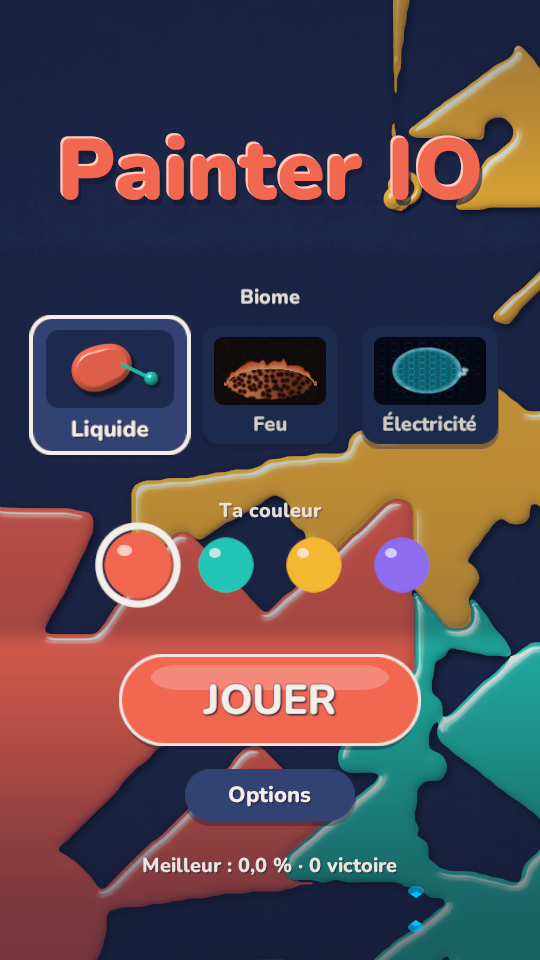 Painter IO
Biome
Liquide
Feu
Électricité
Ta couleur
JOUER
Options
Meilleur : 0,0 % · 0 victoire